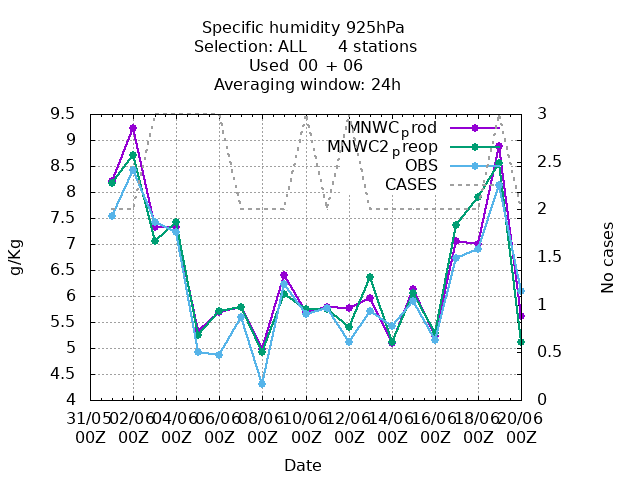 Specific humidity 925hPa
Selection: ALL 4 stations
Used 00 + 06
Averaging window: 24h
MNWC_prod
MNWC2_preop
OBS
CASES
g/Kg
9.5
9
8.5
8
7.5
7
6.5
6
5.5
5
4.5
4
3
2.5
2
1.5
1
0.5
0
No cases
31/05 02/06 04/06 06/06 08/06 10/06 12/06 14/06 16/06 18/06 20/06
00Z 00Z 00Z 00Z 00Z 00Z 00Z 00Z 00Z 00Z 00Z
Date